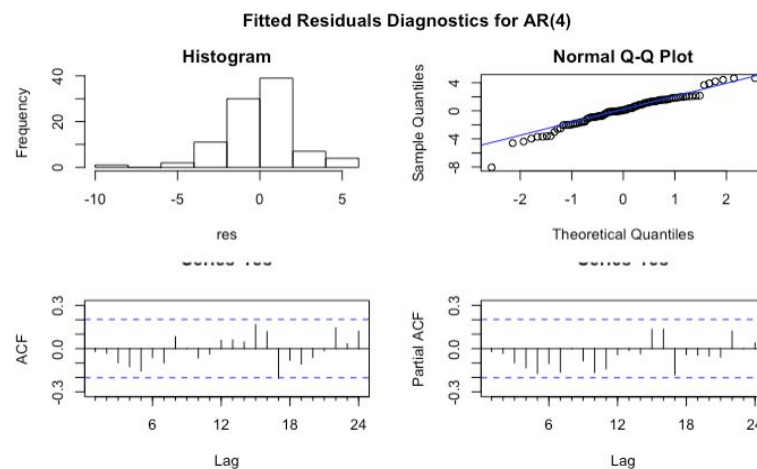 Fitted Residuals Diagnostics for AR(4)
Histogram
Frequency
0 20 40
-10 -5 0 5
res
Normal Q-Q Plot
Sample Quantiles
-8 -4 0 4
-2 -1 0 1 2
Theoretical Quantiles
ACF
-0.3 0.0 0.3
6 12 18 24
Lag
Partial ACF
-0.3 0.0 0.3
6 12 18 24
Lag